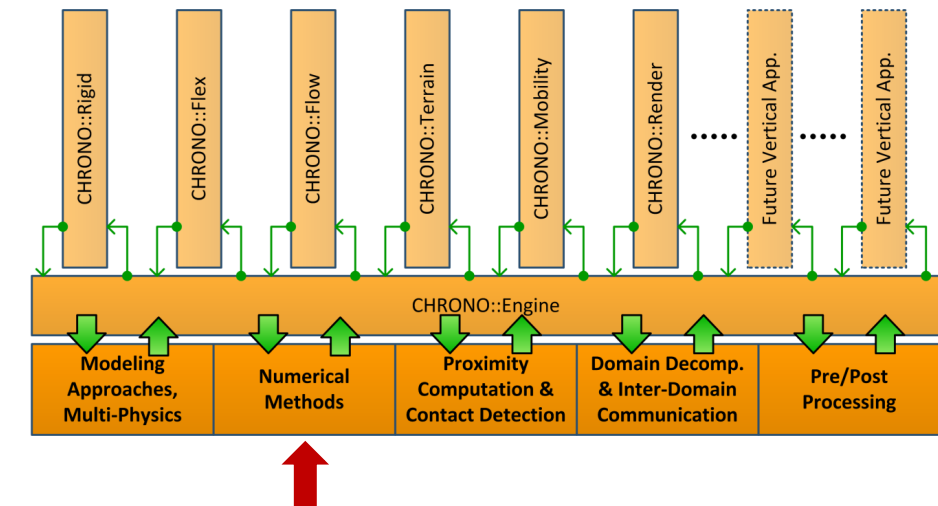 CHRONO::Rigid
CHRONO::Flex
CHRONO::Flow
CHRONO::Terrain
CHRONO::Mobility
CHRONO::Render
Future Vertical App.
Future Vertical App.
CHRONO::Engine
Modeling
Approaches,
Multi-Physics
Numerical
Methods
Proximity
Computation &
Contact Detection
Domain Decomp.
& Inter-Domain
Communication
Pre/Post
Processing